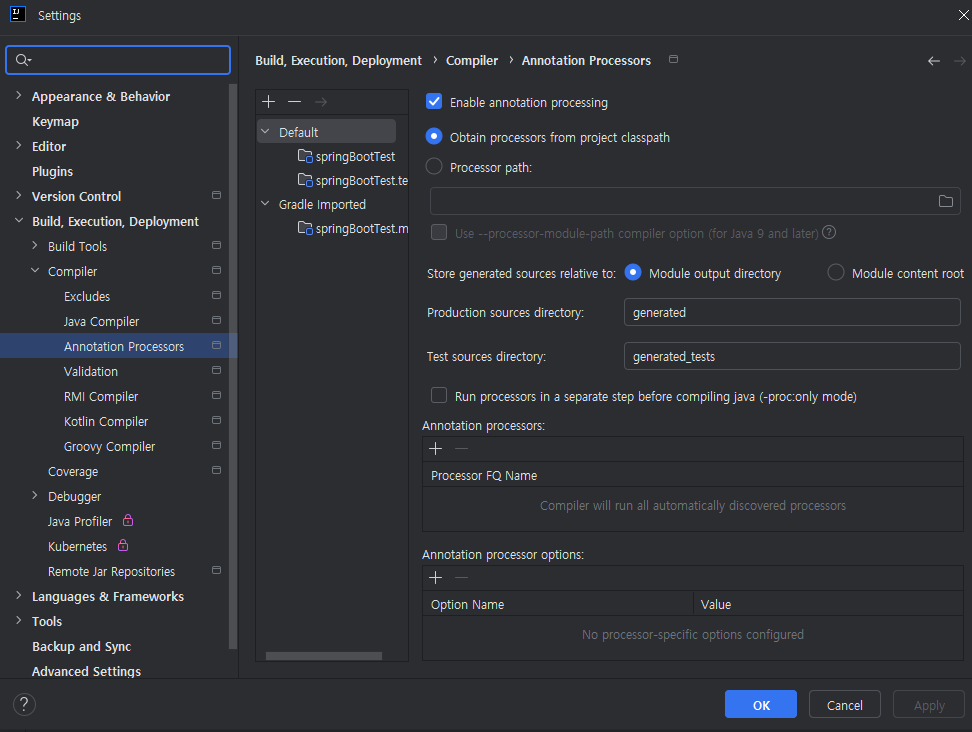 Settings
Build, Execution, Deployment › Compiler › Annotation Processors
Appearance & Behavior
Keymap
Editor
Plugins
Version Control
Build, Execution, Deployment
Build Tools
Compiler
Excludes
Java Compiler
Annotation Processors
Validation
RMI Compiler
Kotlin Compiler
Groovy Compiler
Coverage
Debugger
Java Profiler
Kubernetes
Remote Jar Repositories
Languages & Frameworks
Tools
Backup and Sync
Advanced Settings
Default
springBootTest
springBootTest.te
Gradle Imported
springBootTest.m
Enable annotation processing
Obtain processors from project classpath
Processor path:
Use --processor-module-path compiler option (for Java 9 and later) ?
Store generated sources relative to: Module output directory Module content root
Production sources directory: generated
Test sources directory: generated_tests
Run processors in a separate step before compiling java (-proc:only mode)
Annotation processors:
Processor FQ Name
Compiler will run all automatically discovered processors
Annotation processor options:
Option Name Value
No processor-specific options configured
? OK Cancel Apply